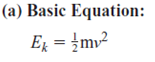 (a) Basic Equation:
Eₖ = ½mv²